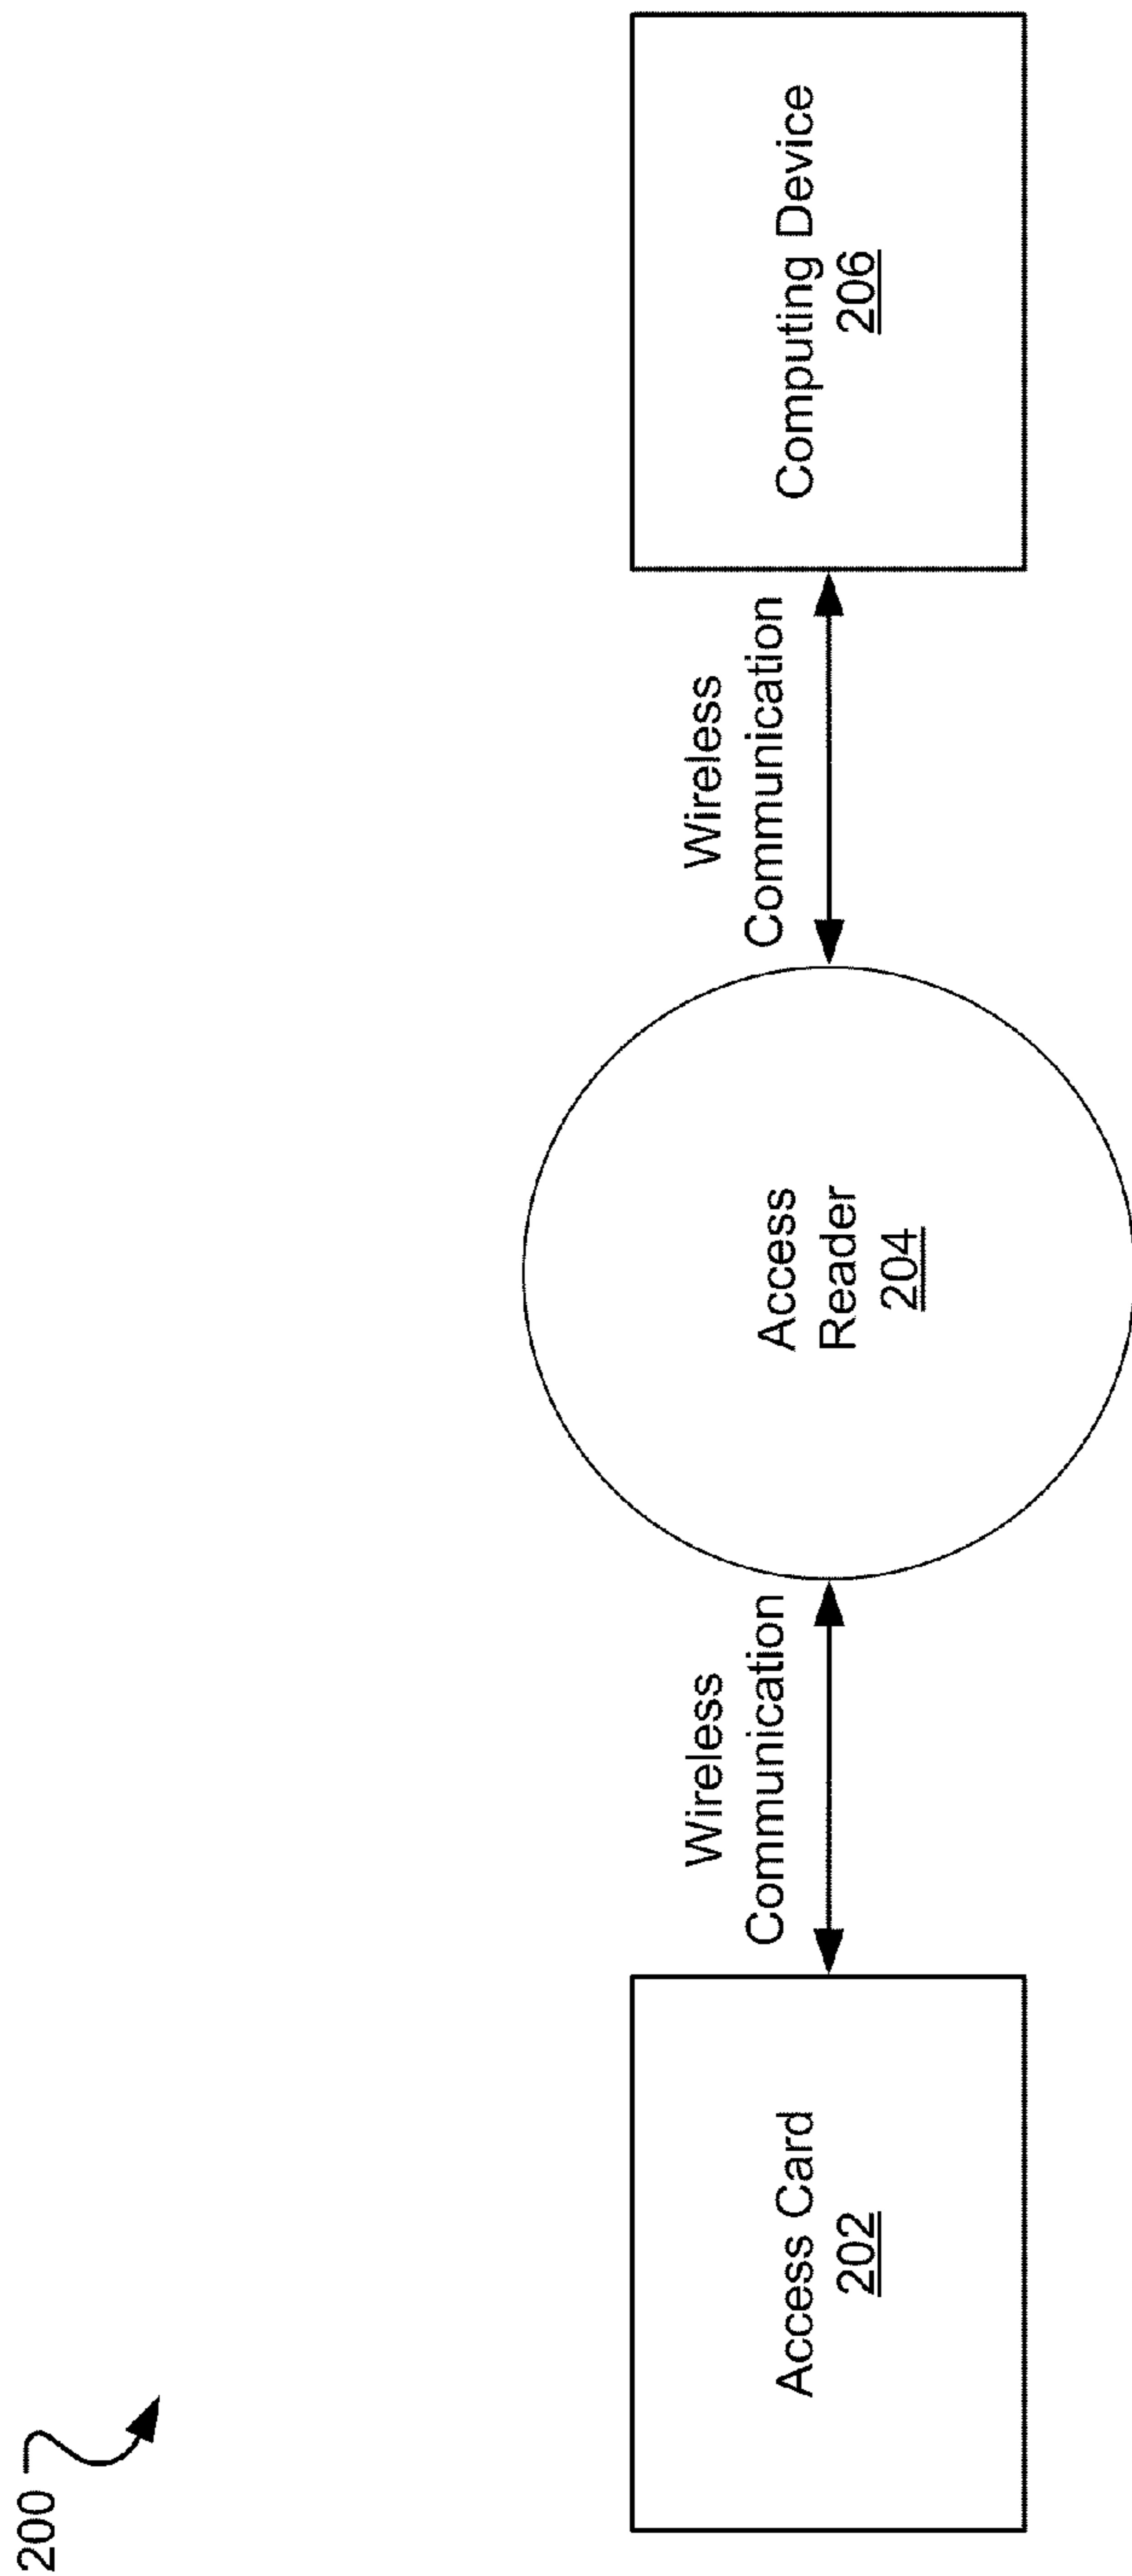 200
Access Card
202
Wireless
Communication
Access
Reader
204
Wireless
Communication
Computing Device
206